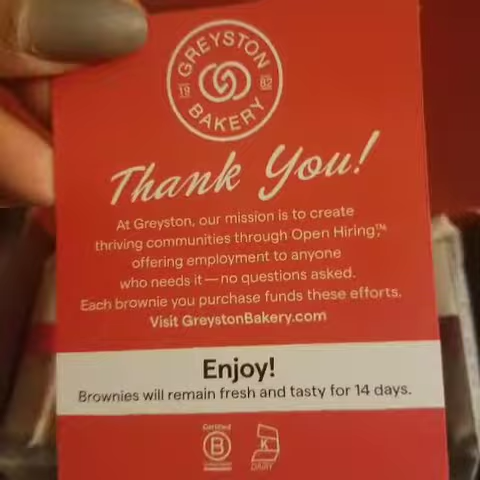 GREYSTON
19 82
BAKERY
Thank You!
At Greyston, our mission is to create
thriving communities through Open Hiring,™
offering employment to anyone
who needs it—no questions asked.
Each brownie you purchase funds these efforts.
Visit GreystonBakery.com
Enjoy!
Brownies will remain fresh and tasty for 14 days.
Certified
B
K
DAIRY